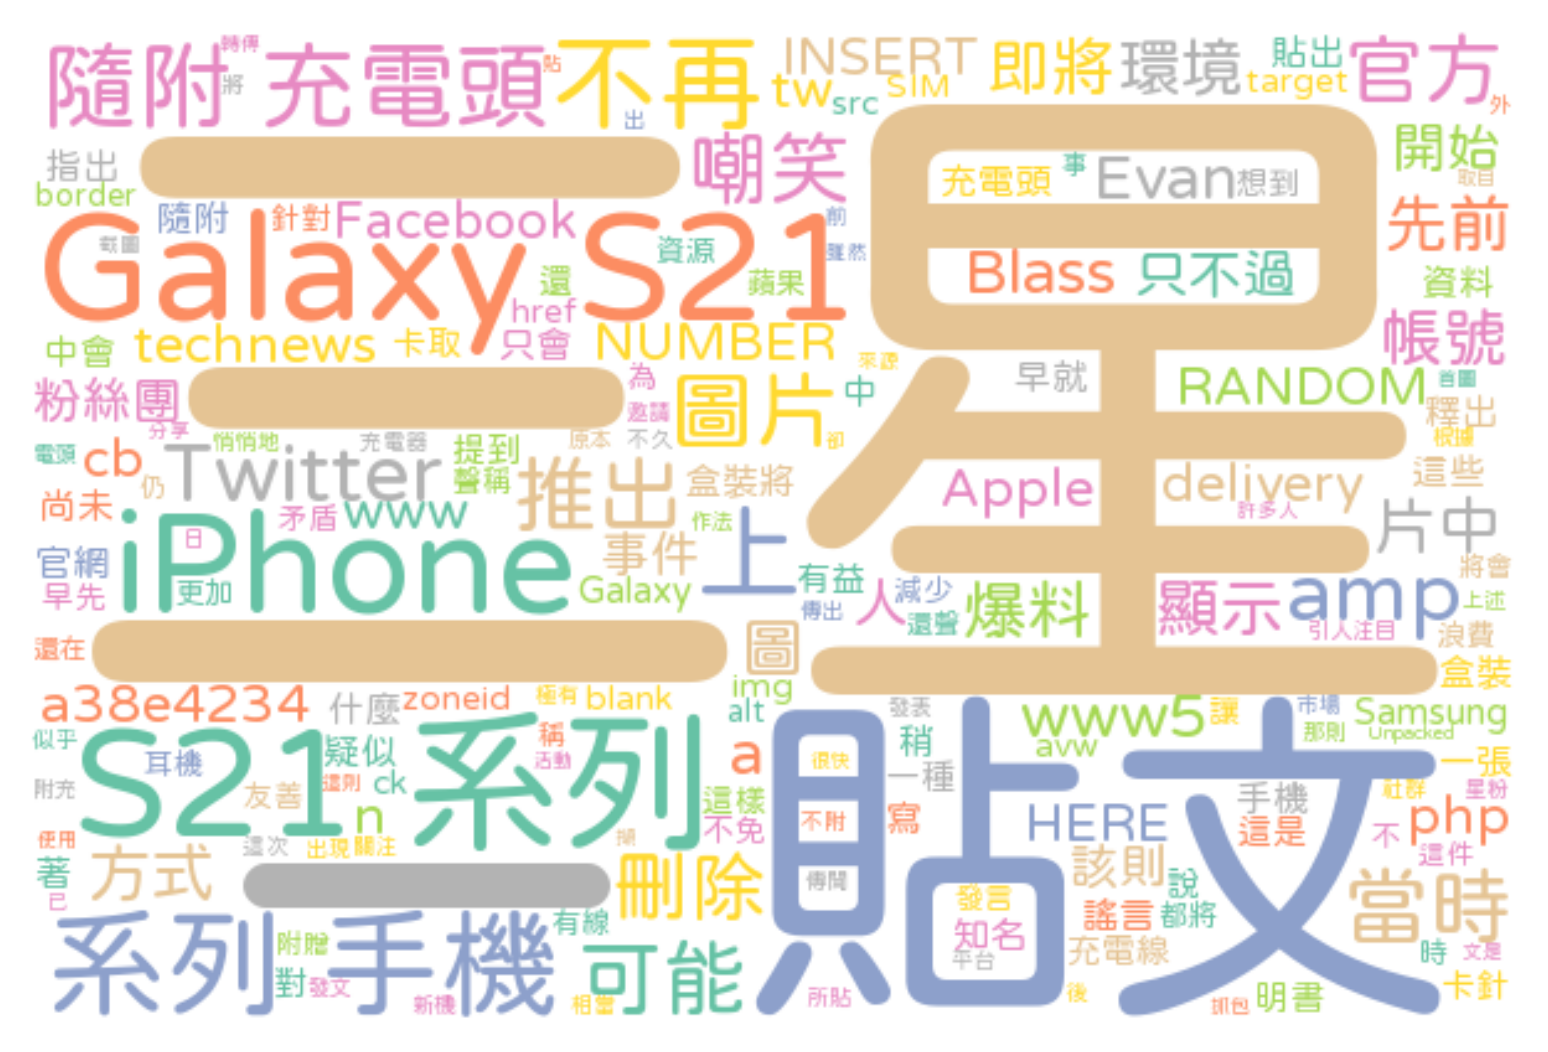 轉傳
隨附 將 充電頭 貼 不再 出
INSERT tw src SIM 即將 環境 貼出 target 官方 外
指出 border 三星 嘲笑 充電頭 事 Evan 想到 開始 取自
隨附 針對 Facebook 前 先前
截圖 Galaxy S21 資源 雖然 Blass 只不過 資料
還 蘋果 href
中會 technews 卡取 只會 NUMBER 來源 帳號
粉絲團 一 為 圖片 中 早就 RANDOM 首圖 釋出
分享 邀請 根據
電頭 cb 悄悄地 充電器 提到 原本 不久 卻
仍 Twitter 聲稱 推出 盒裝將 Apple delivery 這些
尚未 矛盾 www 作法 上 許多人 片中
官網 iPhone 日 事件 有益 將會
早先 更加 Galaxy 傳出 人 減少 還聲 爆料 顯示 amp 上述
還在 圖 引人注目 浪費
盒裝
a38e4234 什麼 zoneid 極有 blank img alt 發表 www5 讓 市場 Samsung
似乎 S21 系列 疑似 稱 a 貼文 稍 avw 那則 Unpacked
耳機 活動 很快 一種 一張
附充 友善 這則 ck 這樣 手機 社群 星粉
n 不免 不附 寫 HERE 這是 不 php
使用 這次 出現 關注 這件
著 方式 一 刪除 傳聞 該則 說 當時
已 發言 謠言 都將
系列 手機 附贈 有線 可能 知名 平台 充電線 時 文是
對 發文 新機 相當 所貼 後 抓包 明書 卡針